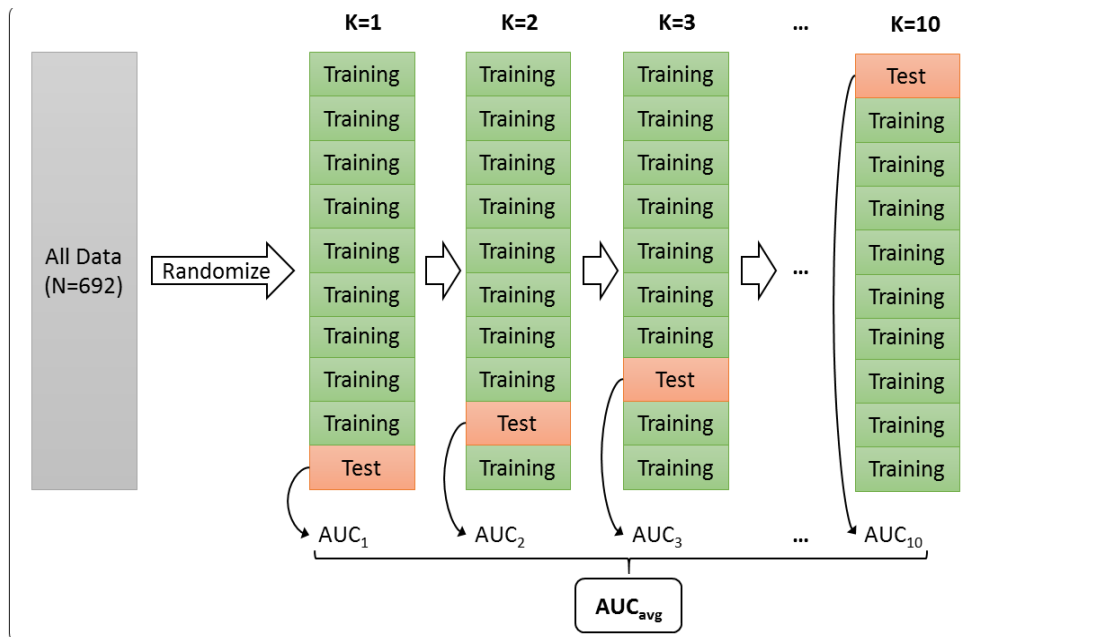 K=1 K=2 K=3 ... K=10
Training Training Training Test
Training Training Training Training
Training Training Training Training
Training Training Training Training
All Data
(N=692)
Randomize
Training Training Training ... Training
Training Training Training Training
Training Training Training Training
Training Training Test Training
Training Test Training Training
Test Training Training Training
AUC1 AUC2 AUC3 ... AUC10
AUCavg